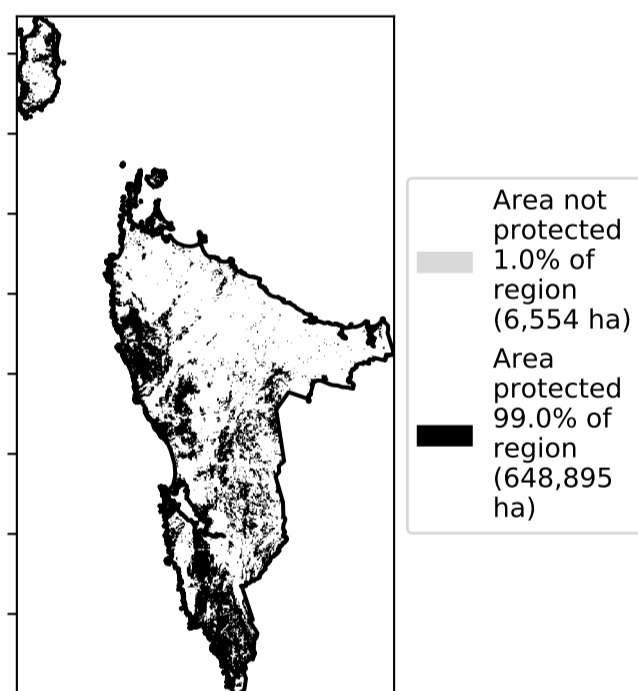 Area not
protected
1.0% of
region
(6,554 ha)
Area
protected
99.0% of
region
(648,895
ha)